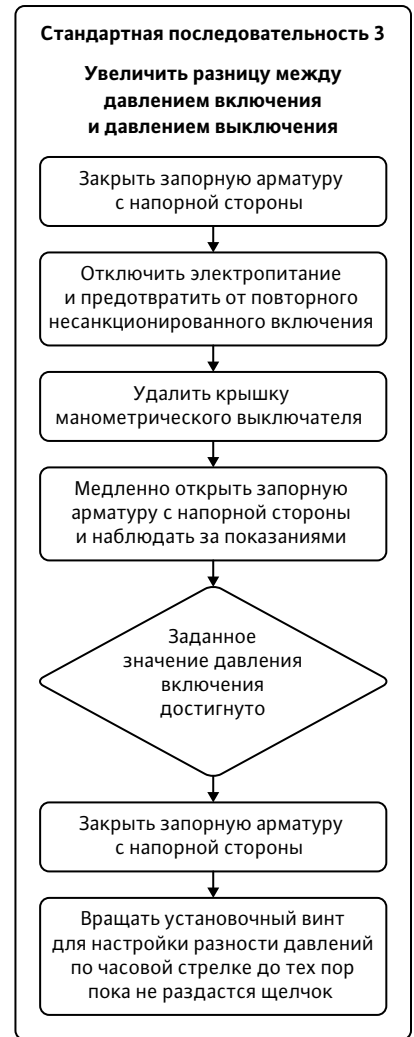 Стандартная последовательность 3
Увеличить разницу между
давлением включения
и давлением выключения
Закрыть запорную арматуру
с напорной стороны
Отключить электропитание
и предотвратить от повторного
несанкционированного включения
Удалить крышку
манометрического выключателя
Медленно открыть запорную
арматуру с напорной стороны
и наблюдать за показаниями
Заданное
значение давления
включения
достигнуто
Закрыть запорную арматуру
с напорной стороны
Вращать установочный винт
для настройки разности давлений
по часовой стрелке до тех пор
пока не раздастся щелчок